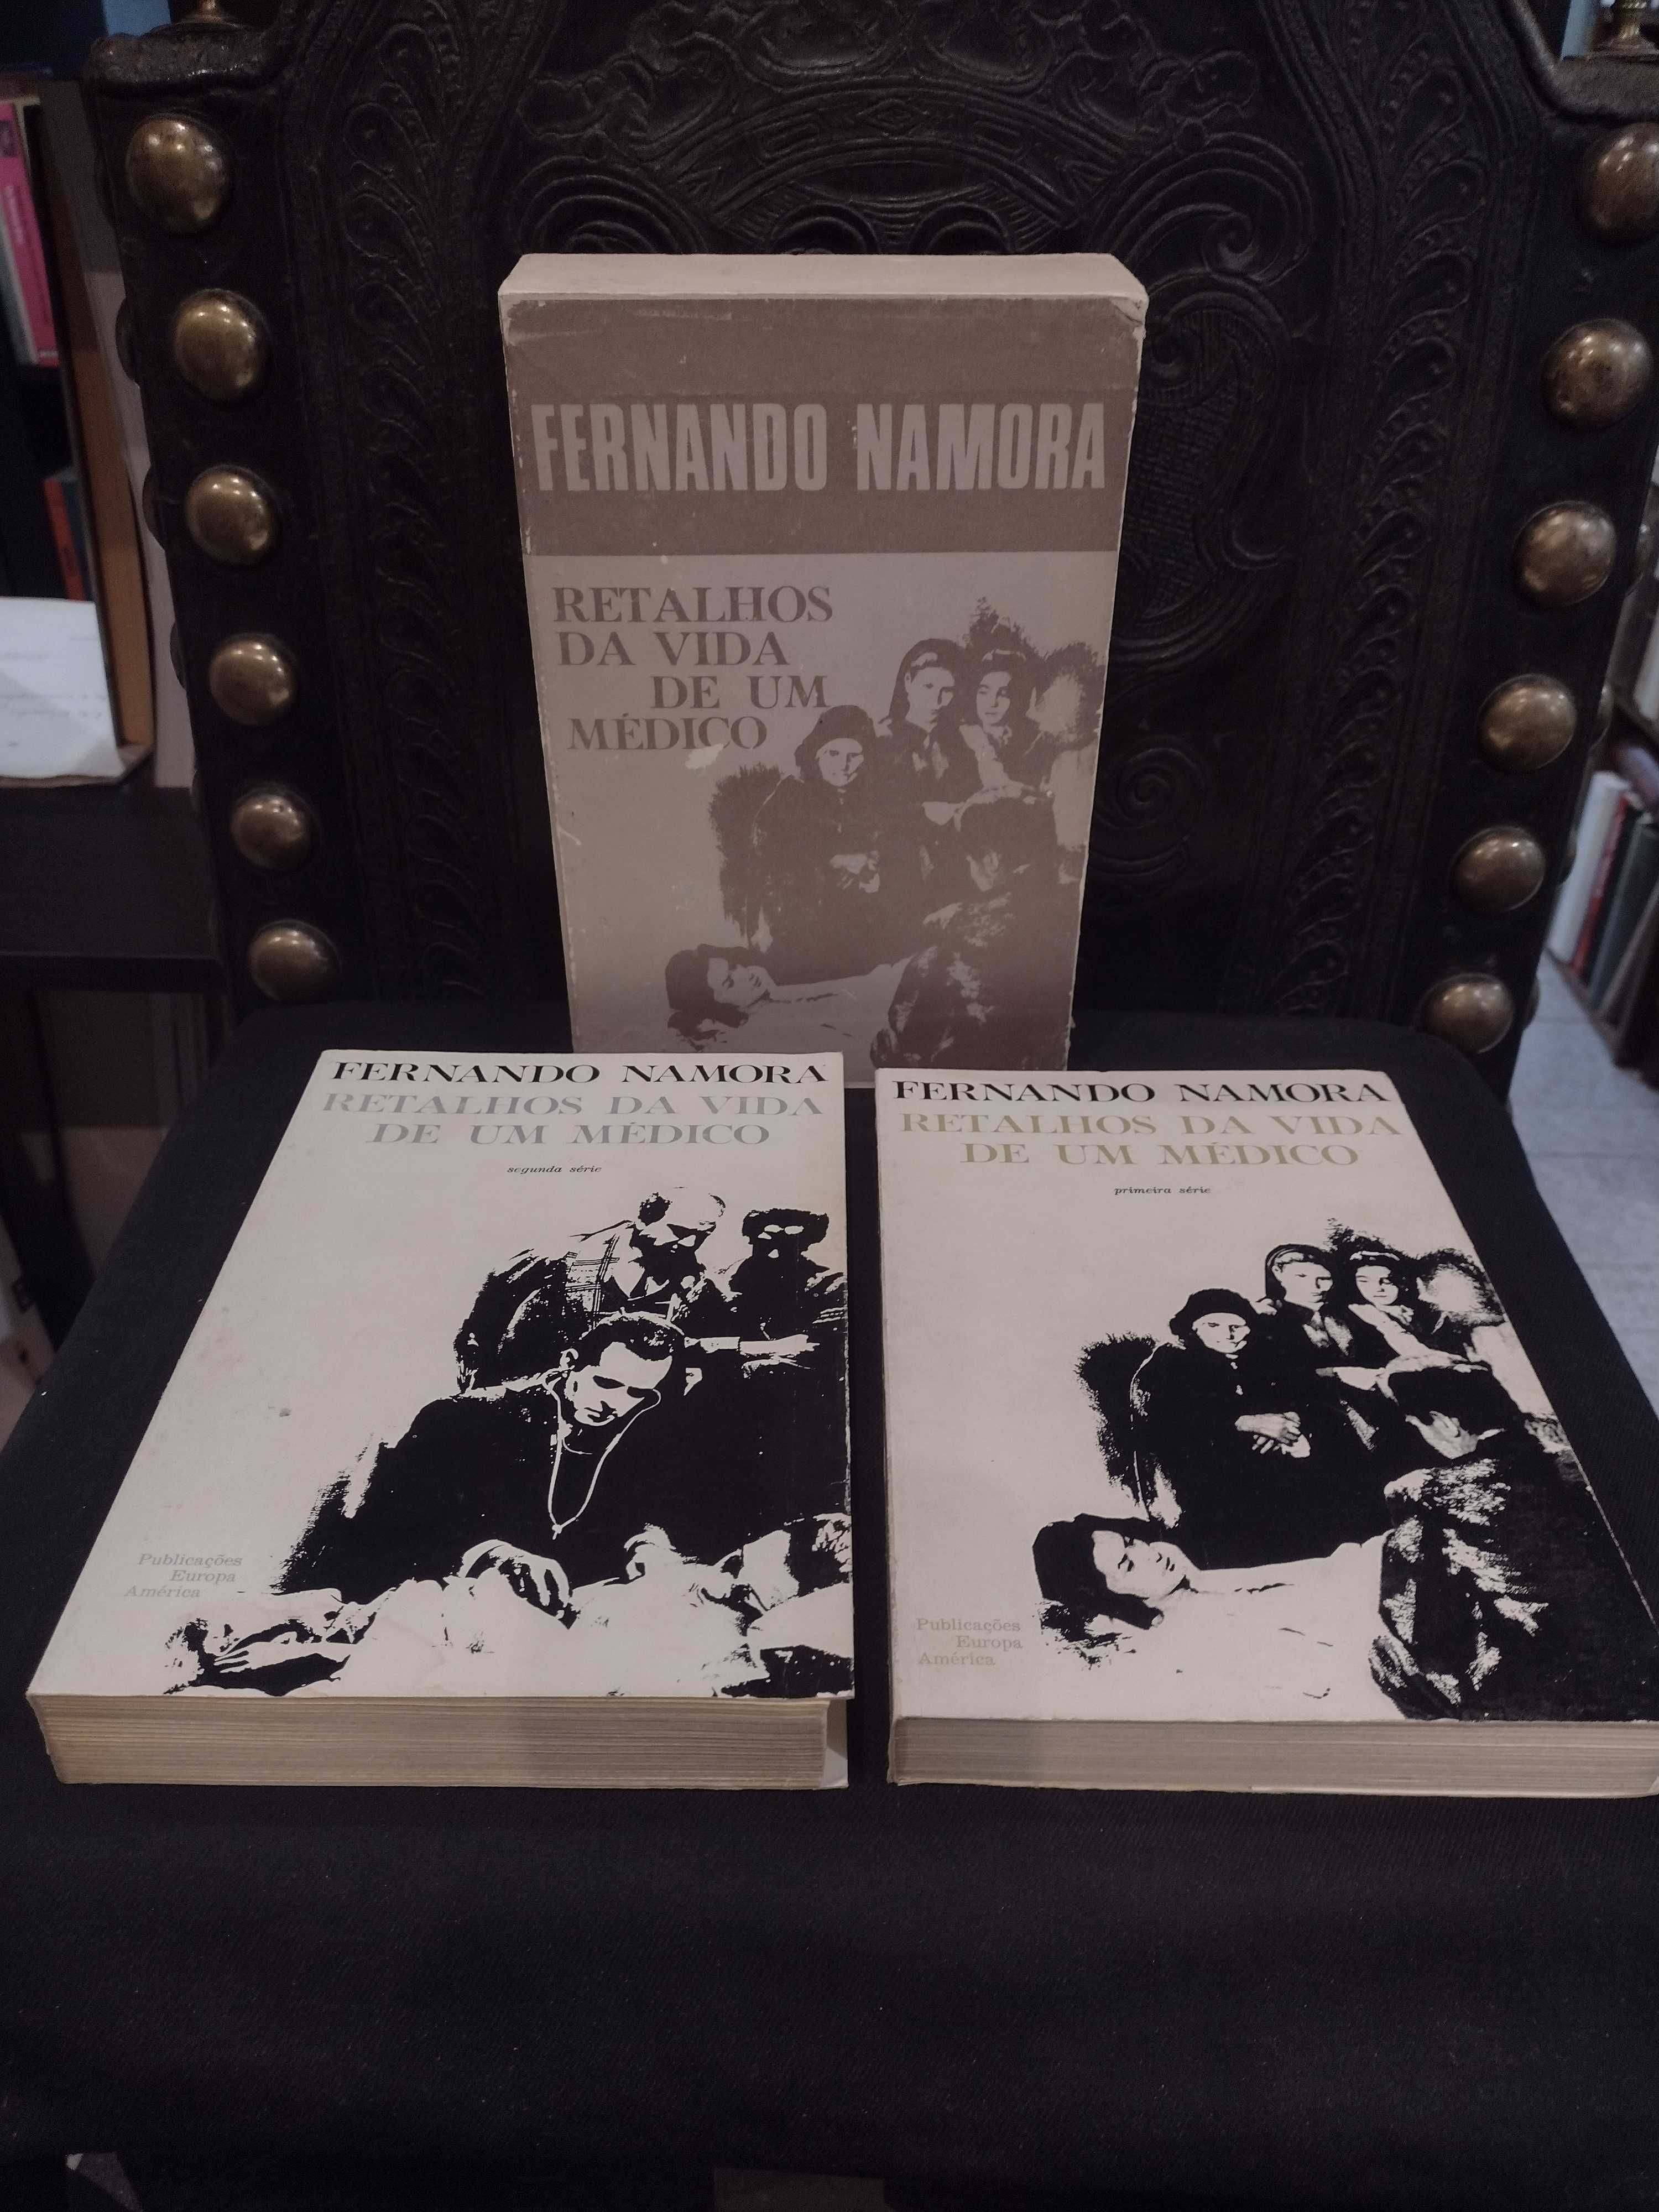 FERNANDO NAMORA
RETALHOS
DA VIDA
DE UM
MÉDICO
FERNANDO NAMORA
RETALHOS DA VIDA
DE UM MÉDICO
segunda série
Publicações
Europa
América
FERNANDO NAMORA
RETALHOS DA VIDA
DE UM MÉDICO
primeira série
Publicações
Europa
América